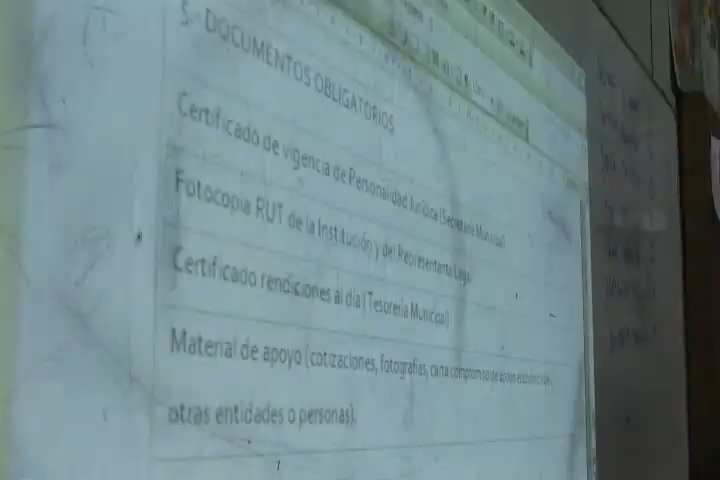 5.- DOCUMENTOS OBLIGATORIOS
Certificado de vigencia de Personalidad Jurídica (Secretaría Municipal)
Fotocopia RUT de la Institución y del Representante Legal
Certificado rendiciones al día (Tesorería Municipal)
Material de apoyo (cotizaciones, fotografías, carta compromiso de apoyo
otras entidades o personas).